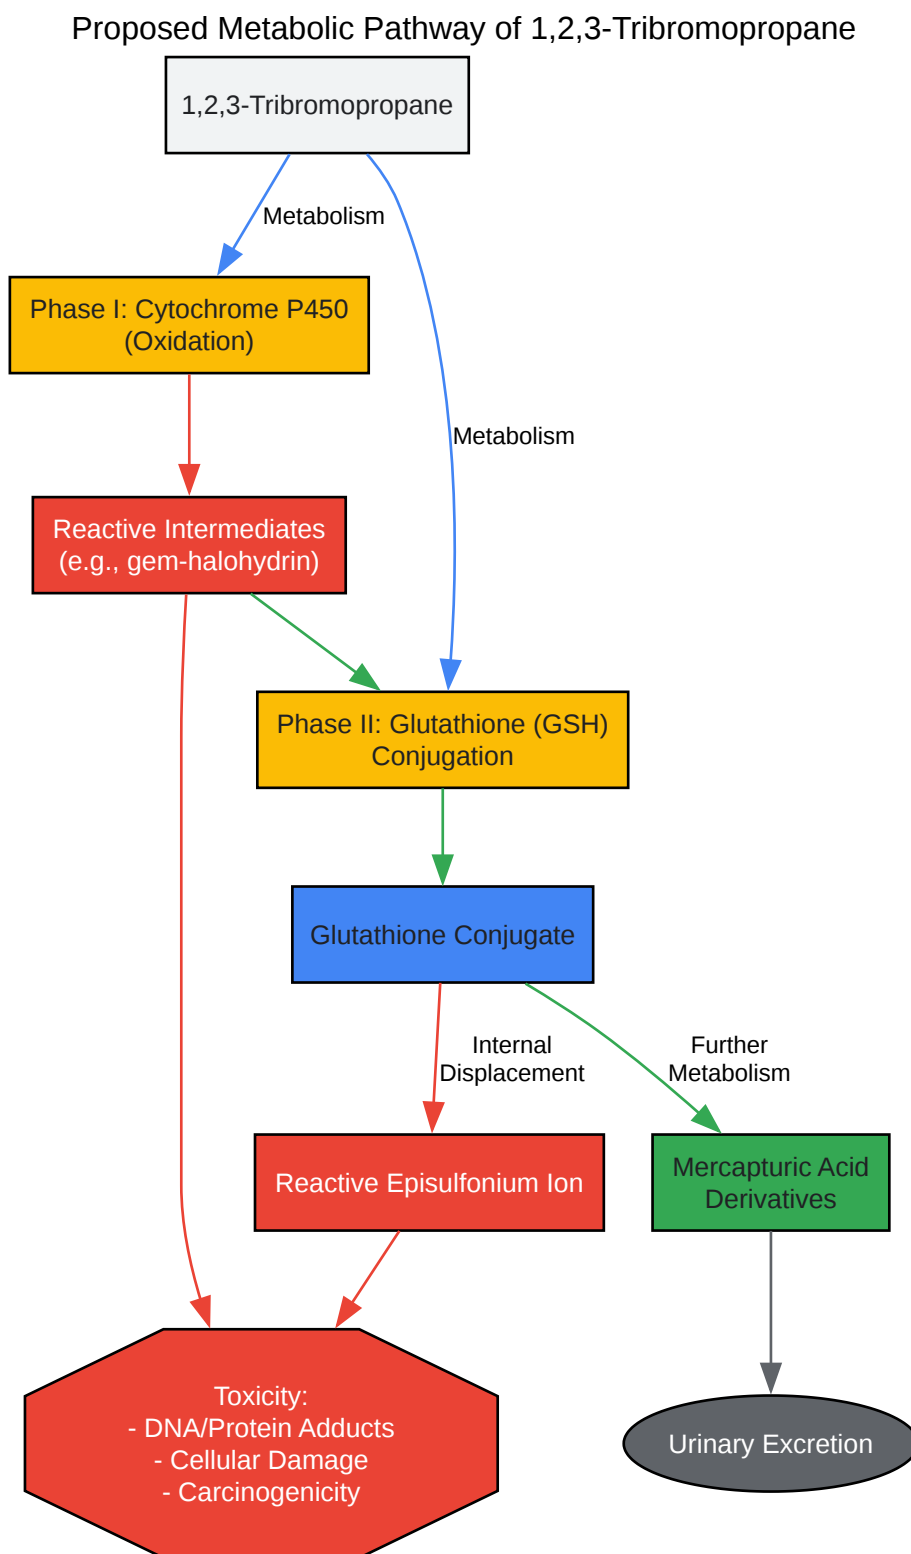 Proposed Metabolic Pathway of 1,2,3-Tribromopropane
1,2,3-Tribromopropane
Metabolism
Phase I: Cytochrome P450
(Oxidation)
Metabolism
Reactive Intermediates
(e.g., gem-halohydrin)
Phase II: Glutathione (GSH)
Conjugation
Glutathione Conjugate
Internal
Displacement
Further
Metabolism
Reactive Episulfonium Ion
Mercapturic Acid
Derivatives
Toxicity:
- DNA/Protein Adducts
- Cellular Damage
- Carcinogenicity
Urinary Excretion